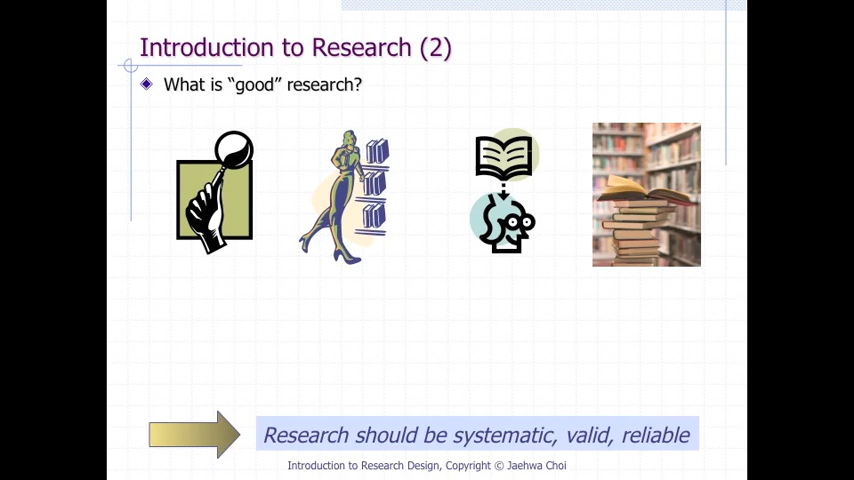 Introduction to Research (2)
What is “good” research?
Research should be systematic, valid, reliable
Introduction to Research Design, Copyright © Jaehwa Choi